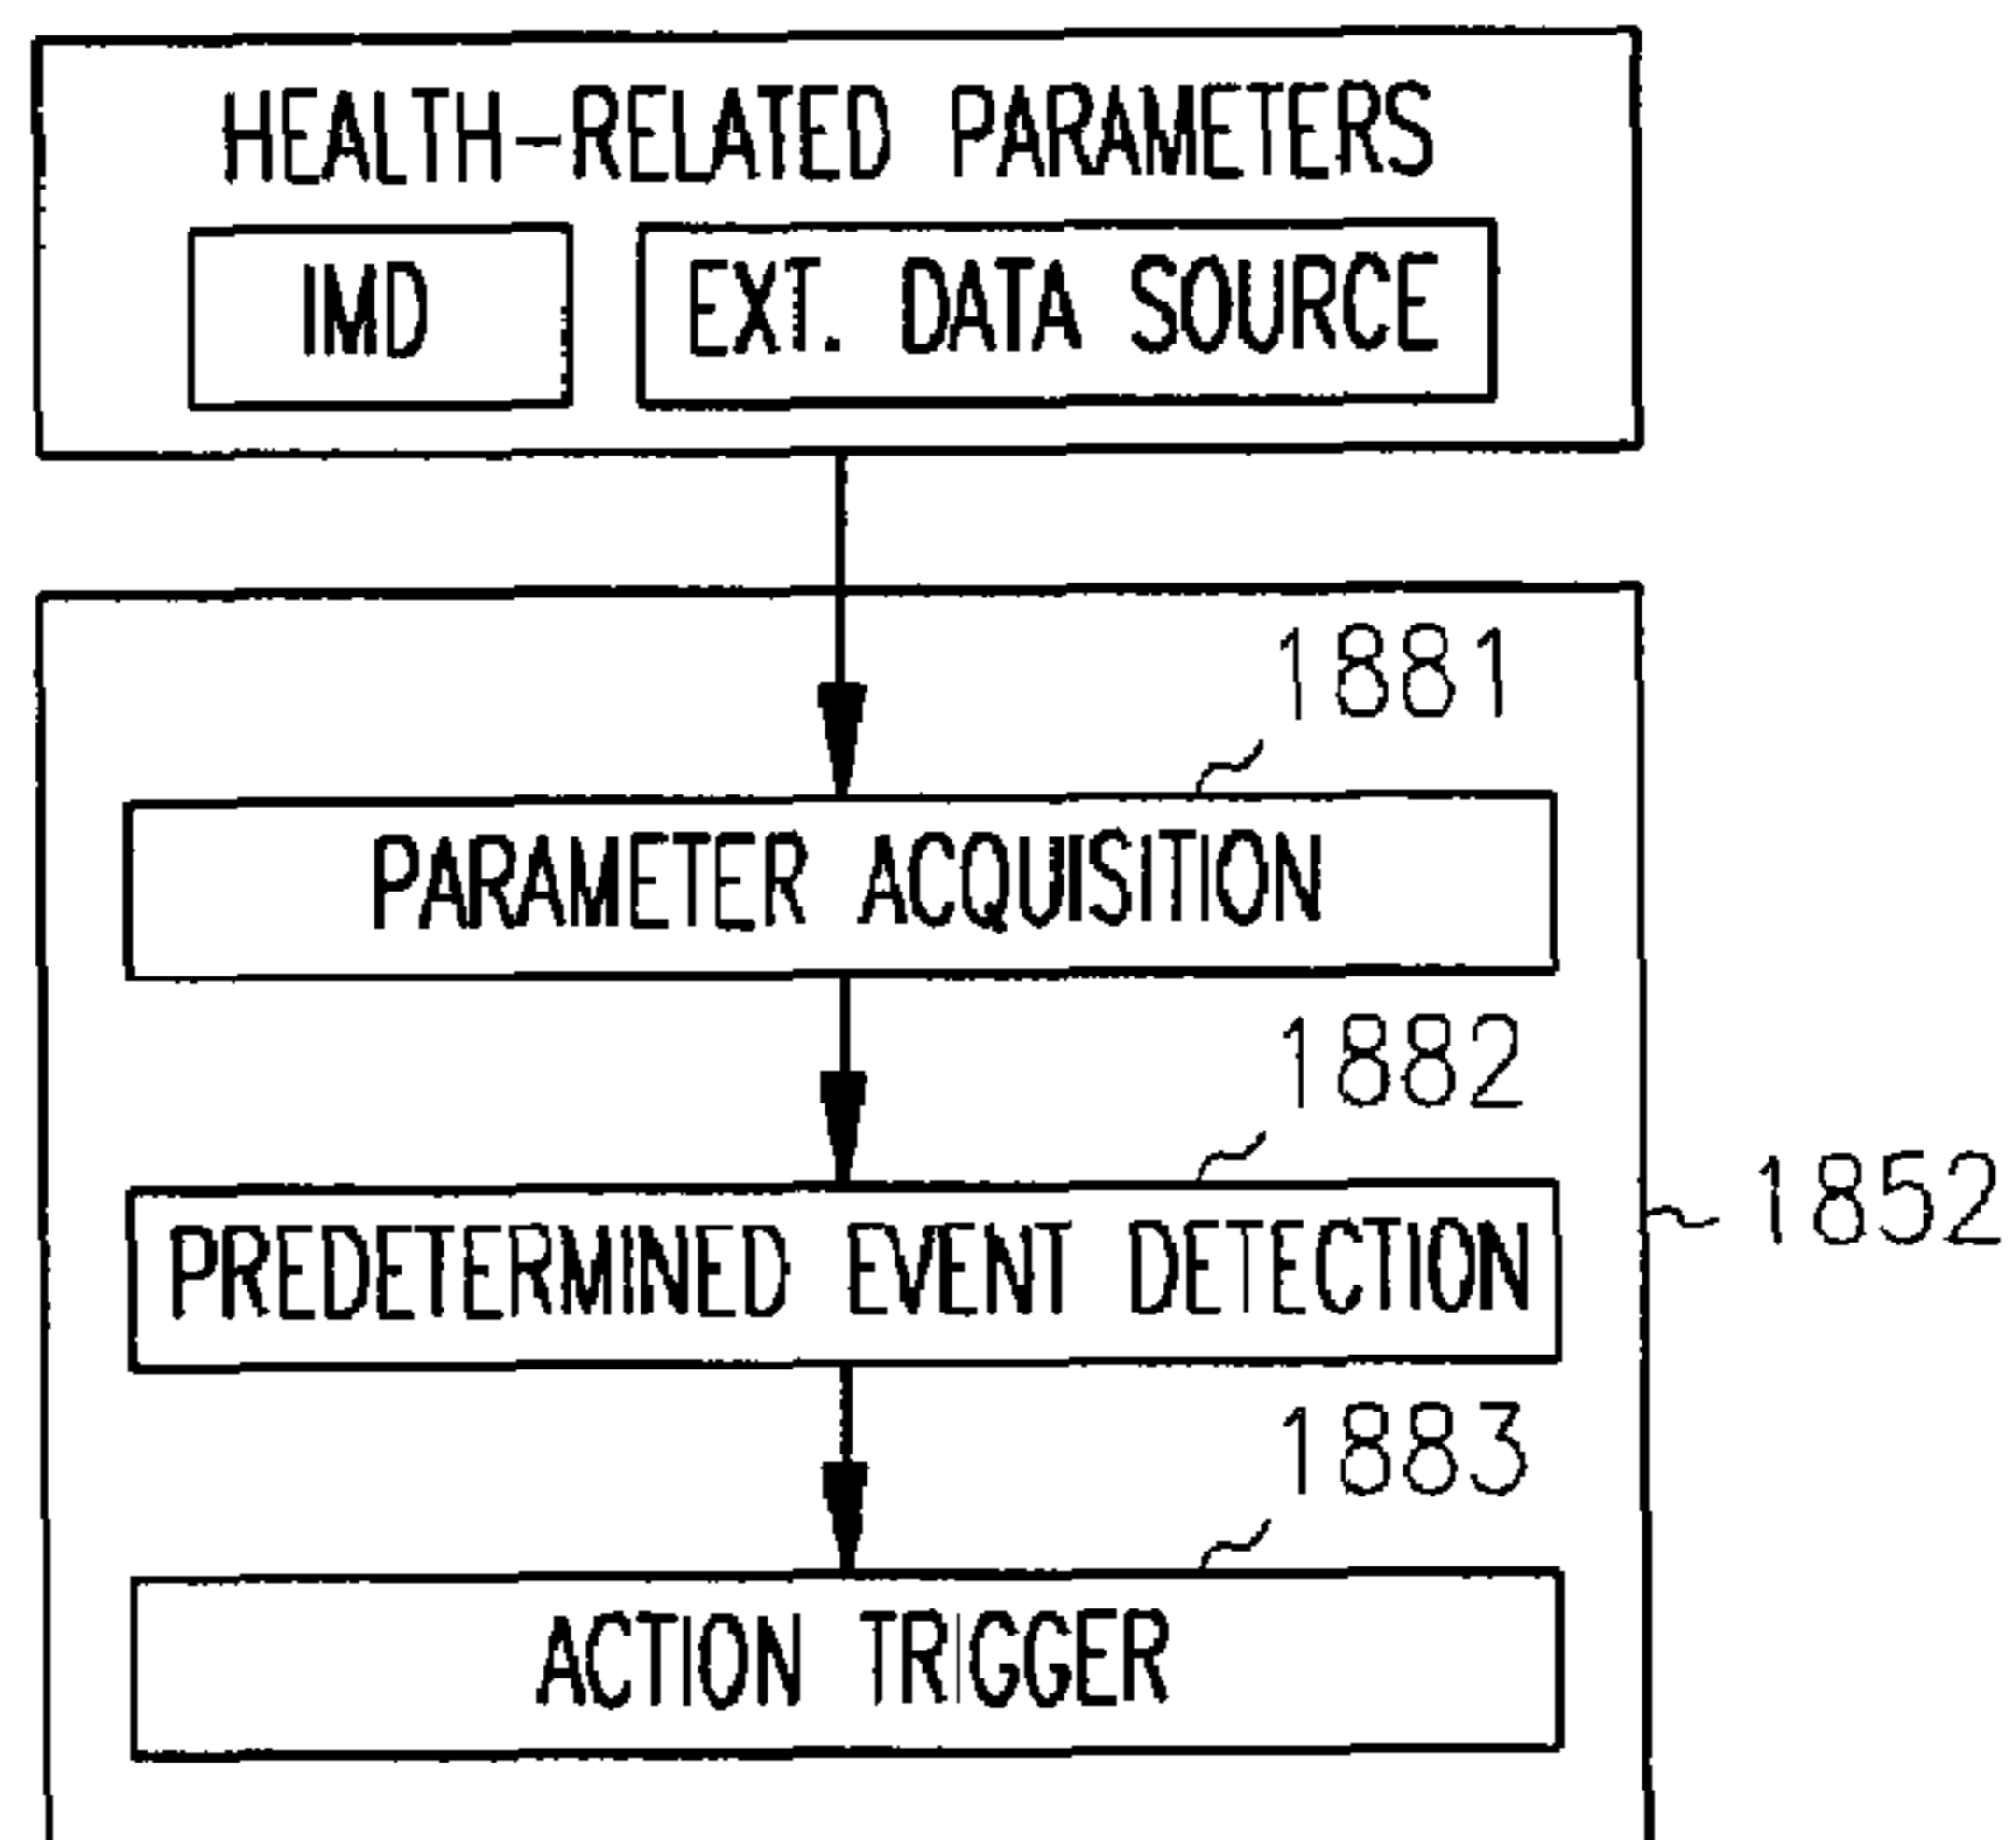 HEALTH-RELATED PARAMETERS
IMD
EXT. DATA SOURCE
1881
PARAMETER ACQUISITION
1882
PREDETERMINED EVENT DETECTION
1852
1883
ACTION TRIGGER